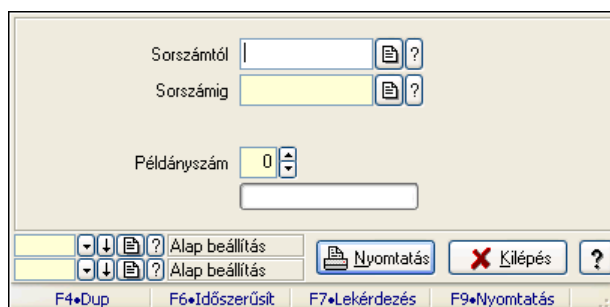 Sorszámtól ?
Sorszámig ?
Példányszám 0
? Alap beállítás
? Alap beállítás
Nyomtatás Kilépés ?
F4•Dup F6•Időszerűsít F7•Lekérdezés F9•Nyomtatás